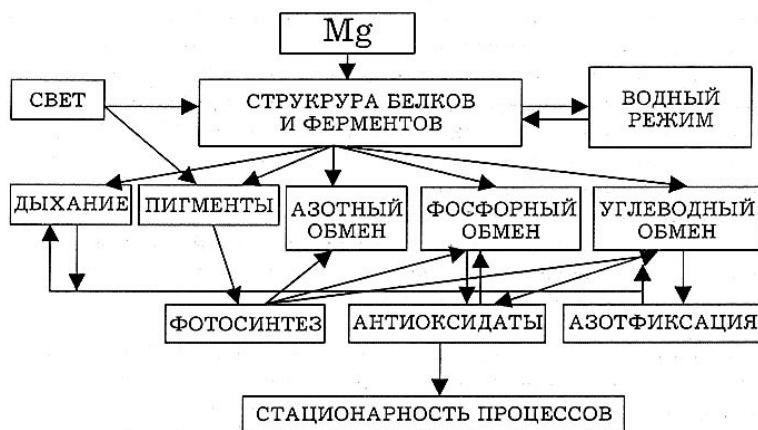 Mg
СВЕТ
СТРУКРУРА БЕЛКОВ
И ФЕРМЕНТОВ
ВОДНЫЙ
РЕЖИМ
ДЫХАНИЕ
ПИГМЕНТЫ
АЗОТНЫЙ
ОБМЕН
ФОСФОРНЫЙ
ОБМЕН
УГЛЕВОДНЫЙ
ОБМЕН
ФОТОСИНТЕЗ
АНТИОКСИДАТЫ
АЗОТФИКСАЦИЯ
СТАЦИОНАРНОСТЬ ПРОЦЕССОВ